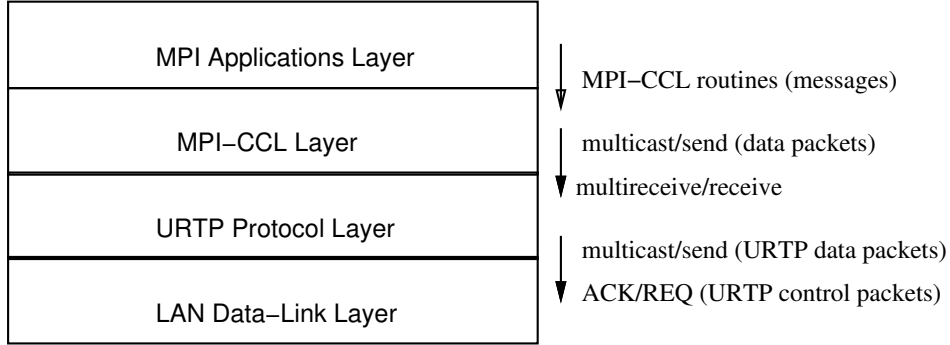 MPI Applications Layer
MPI−CCL routines (messages)
MPI−CCL Layer
multicast/send (data packets)
multireceive/receive
URTP Protocol Layer
multicast/send (URTP data packets)
ACK/REQ (URTP control packets)
LAN Data−Link Layer